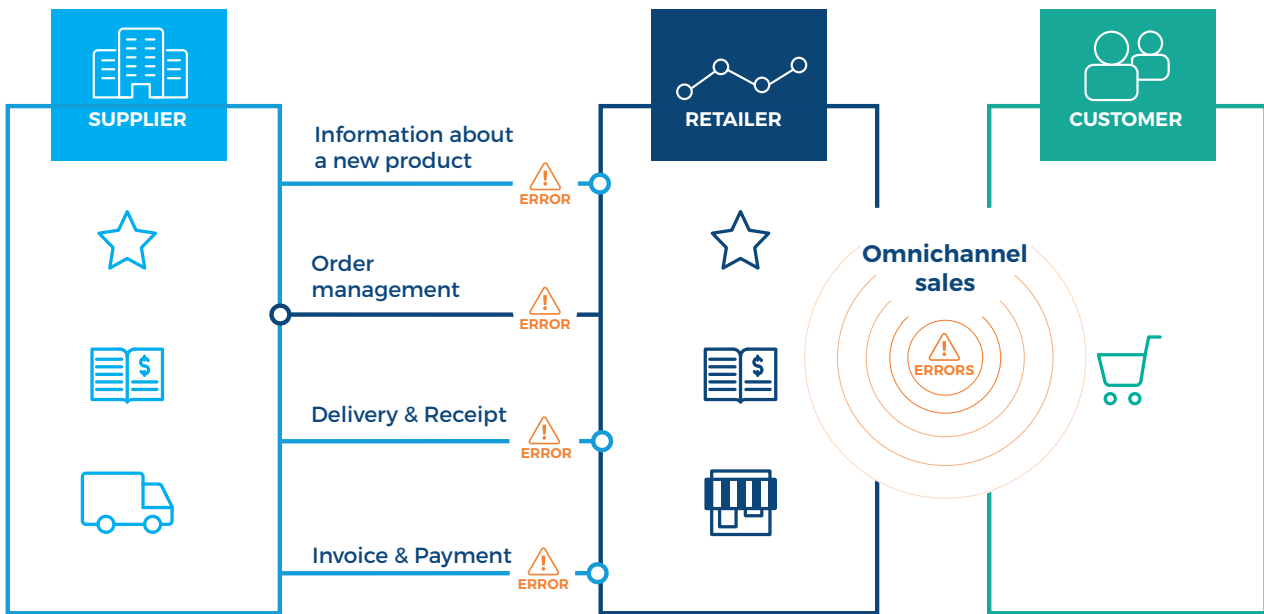 SUPPLIER
RETAILER
CUSTOMER
Information about
a new product
ERROR
Order
management
ERROR
Delivery & Receipt
ERROR
Invoice & Payment
ERROR
$
$
Omnichannel
sales
ERRORS